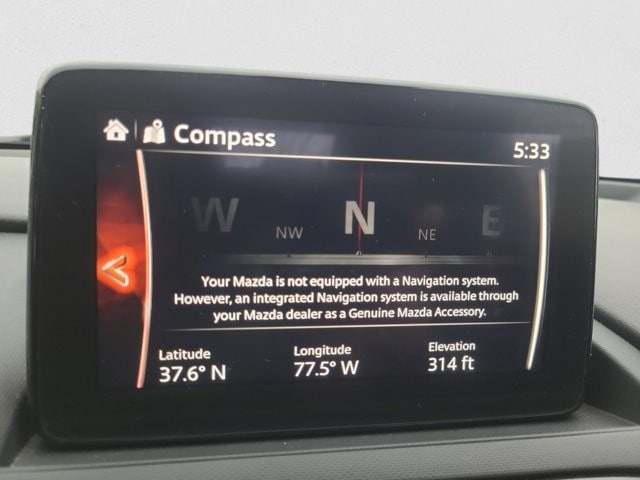 Compass
5:33
W NW N NE E
Your Mazda is not equipped with a Navigation system.
However, an integrated Navigation system is available through
your Mazda dealer as a Genuine Mazda Accessory.
Latitude Longitude Elevation
37.6° N 77.5° W 314 ft